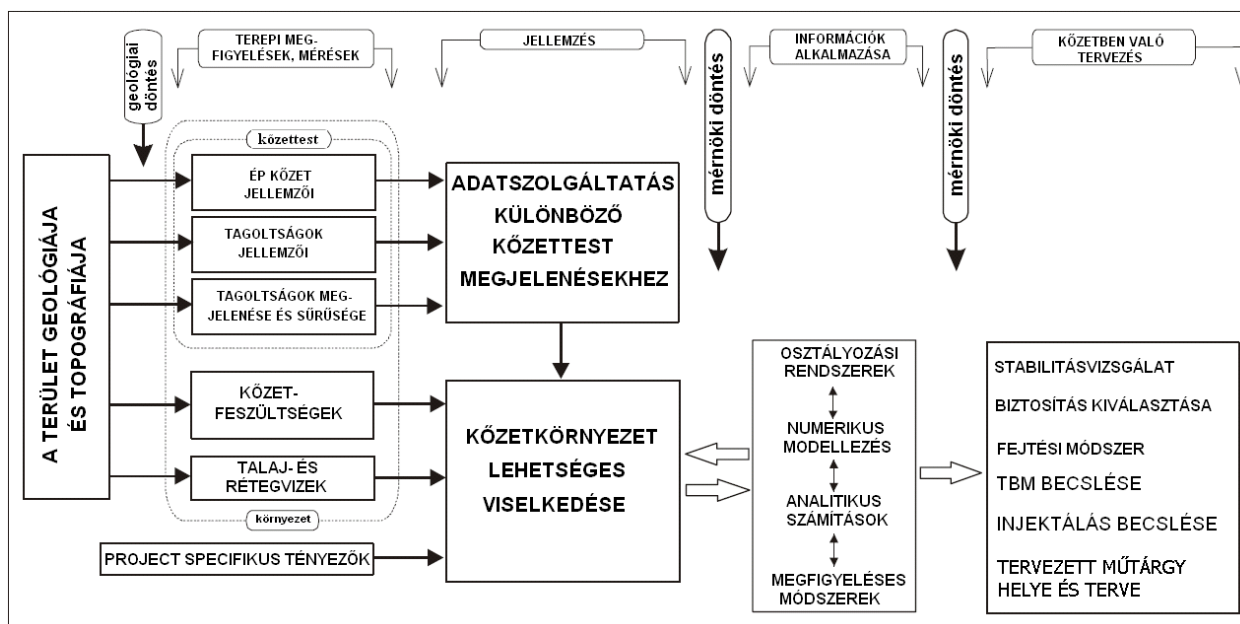 TEREPI MEG-
FIGYELÉSEK, MÉRÉSEK
JELLEMZÉS
INFORMÁCIÓK
ALKALMAZÁSA
KŐZETBEN VALÓ
TERVEZÉS
geológiai
döntés
mérnöki döntés
mérnöki döntés
A TERÜLET GEOLÓGIÁJA
ÉS TOPOGRÁFIÁJA
kőzettest
ÉP KŐZET
JELLEMZŐI
TAGOLTSÁGOK
JELLEMZŐI
TAGOLTSÁGOK MEG-
JELENÉSE ÉS SŰRŰSÉGE
KŐZET-
FESZÜLTSÉGEK
TALAJ- ÉS
RÉTEGVIZEK
környezet
PROJECT SPECIFIKUS TÉNYEZŐK
ADATSZOLGÁLTATÁS
KÜLÖNBÖZŐ
KŐZETTEST
MEGJELENÉSEKHEZ
KŐZETKÖRNYEZET
LEHETSÉGES
VISELKEDÉSE
OSZTÁLYOZÁSI
RENDSZEREK
NUMERIKUS
MODELLEZÉS
ANALITIKUS
SZÁMÍTÁSOK
MEGFIGYELÉSES
MÓDSZEREK
STABILITÁSVIZSGÁLAT
BIZTOSÍTÁS KIVÁLASZTÁSA
FEJTÉSI MÓDSZER
TBM BECSLÉSE
INJEKTÁLÁS BECSLÉSE
TERVEZETT MŰTÁRGY
HELYE ÉS TERVE